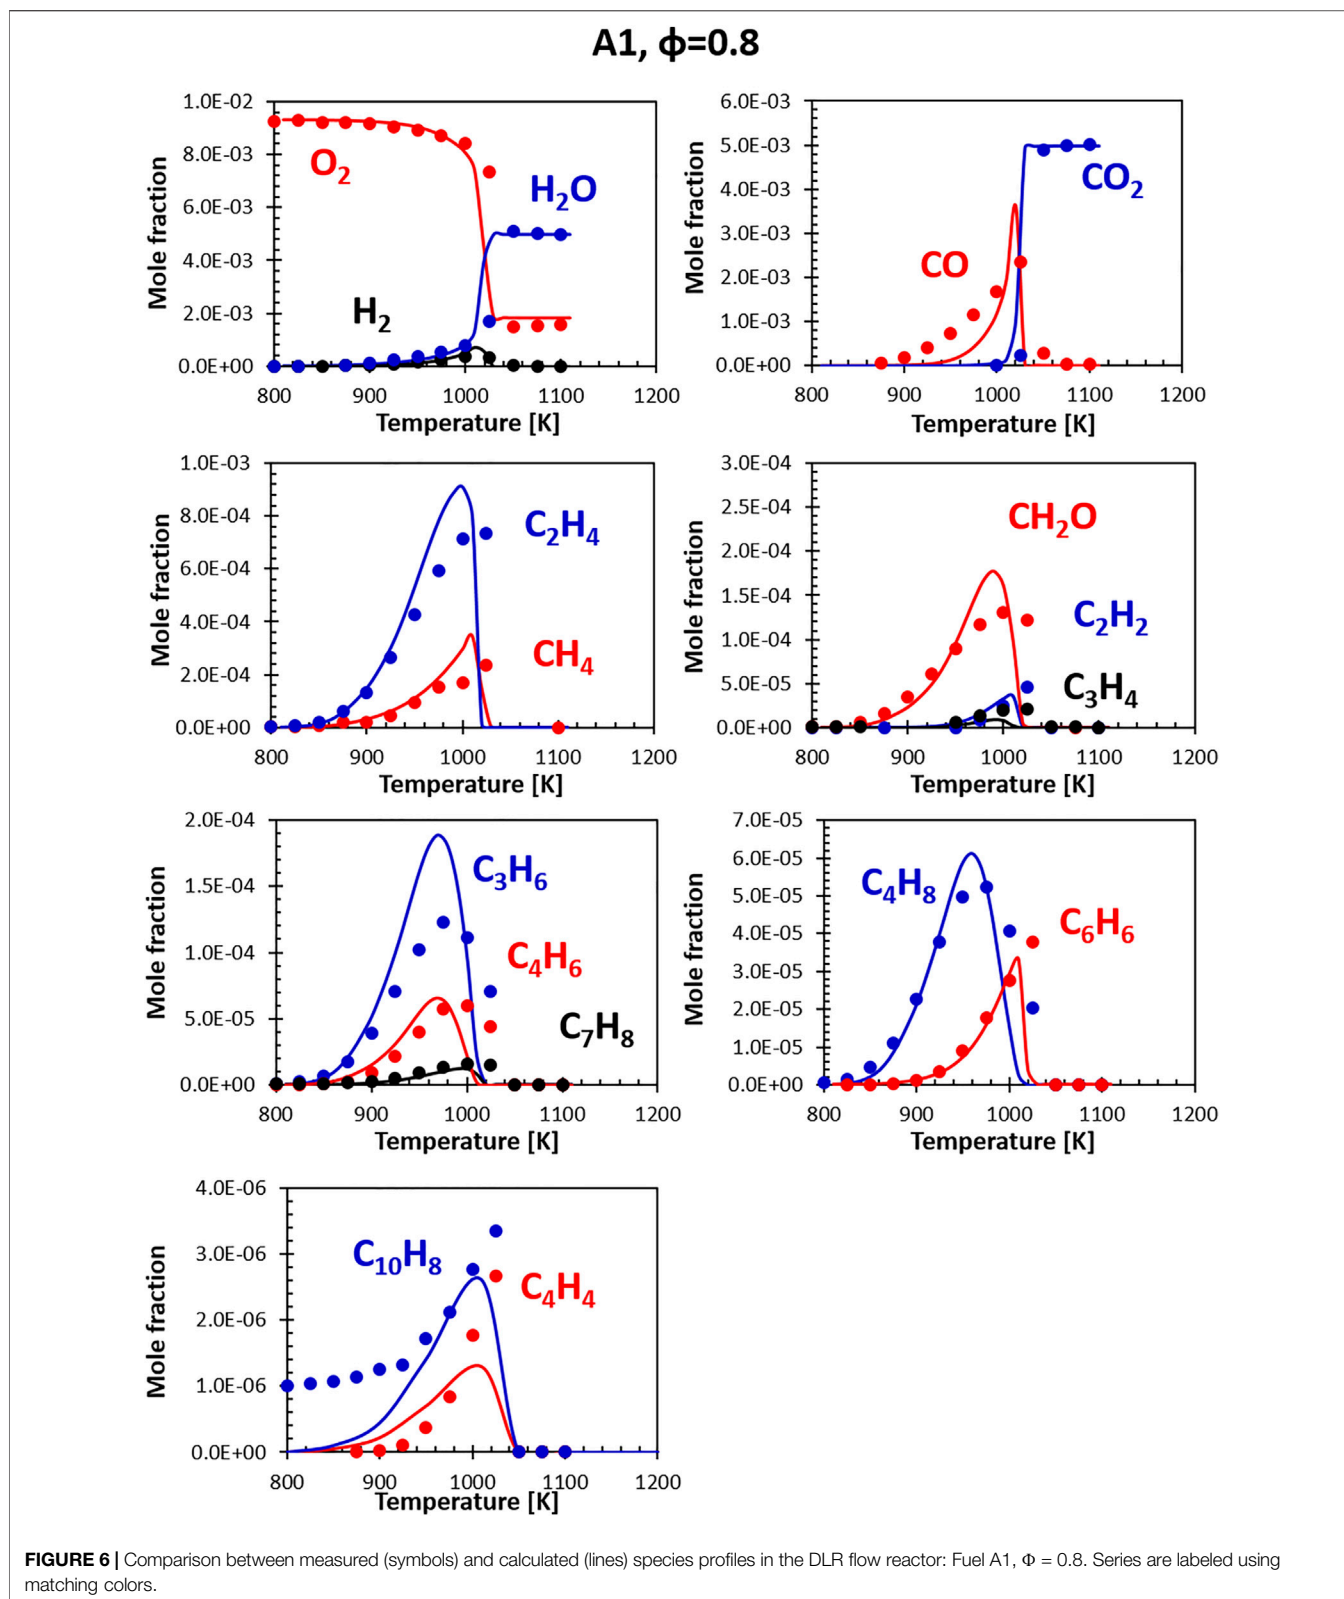 A1, ϕ=0.8
1.0E-02
8.0E-03
6.0E-03
4.0E-03
2.0E-03
0.0E+00
Mole fraction
O2
H2O
H2
800 900 1000 1100 1200
Temperature [K]
6.0E-03
5.0E-03
4.0E-03
3.0E-03
2.0E-03
1.0E-03
0.0E+00
Mole fraction
CO2
CO
800 900 1000 1100 1200
Temperature [K]
1.0E-03
8.0E-04
6.0E-04
4.0E-04
2.0E-04
0.0E+00
Mole fraction
C2H4
CH4
800 900 1000 1100 1200
Temperature [K]
3.0E-04
2.5E-04
2.0E-04
1.5E-04
1.0E-04
5.0E-05
0.0E+00
Mole fraction
CH2O
C2H2
C3H4
800 900 1000 1100 1200
Temperature [K]
2.0E-04
1.5E-04
1.0E-04
5.0E-05
0.0E+00
Mole fraction
C3H6
C4H6
C7H8
800 900 1000 1100 1200
Temperature [K]
7.0E-05
6.0E-05
5.0E-05
4.0E-05
3.0E-05
2.0E-05
1.0E-05
0.0E+00
Mole fraction
C4H8
C6H6
800 900 1000 1100 1200
Temperature [K]
4.0E-06
3.0E-06
2.0E-06
1.0E-06
0.0E+00
Mole fraction
C10H8
C4H4
800 900 1000 1100 1200
Temperature [K]
FIGURE 6 | Comparison between measured (symbols) and calculated (lines) species profiles in the DLR flow reactor: Fuel A1, Φ = 0.8. Series are labeled using
matching colors.